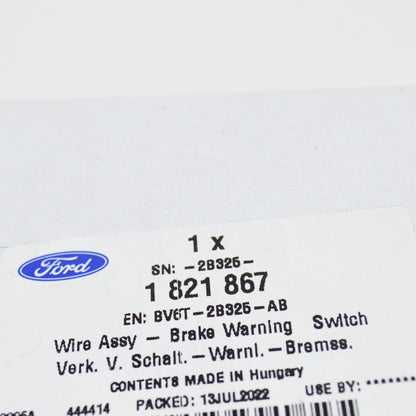 1 x
SN: -2B325-
Ford
1 821 867
EN: BV6T-2B325-AB
Wire Assy - Brake Warning Switch
Verk. V. Schalt.-Warnl.-Bremss.
CONTENTS MADE IN Hungary
444414 PACKED: 13JUL2022 USE BY: *******